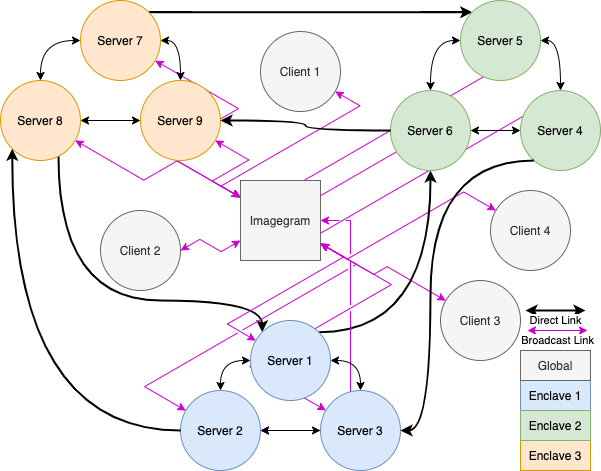 Server 7
Server 5
Client 1
Server 8
Server 9
Server 6
Server 4
Imagegram
Client 4
Client 2
Client 3
Direct Link
Broadcast Link
Server 1
Global
Enclave 1
Server 2
Server 3
Enclave 2
Enclave 3